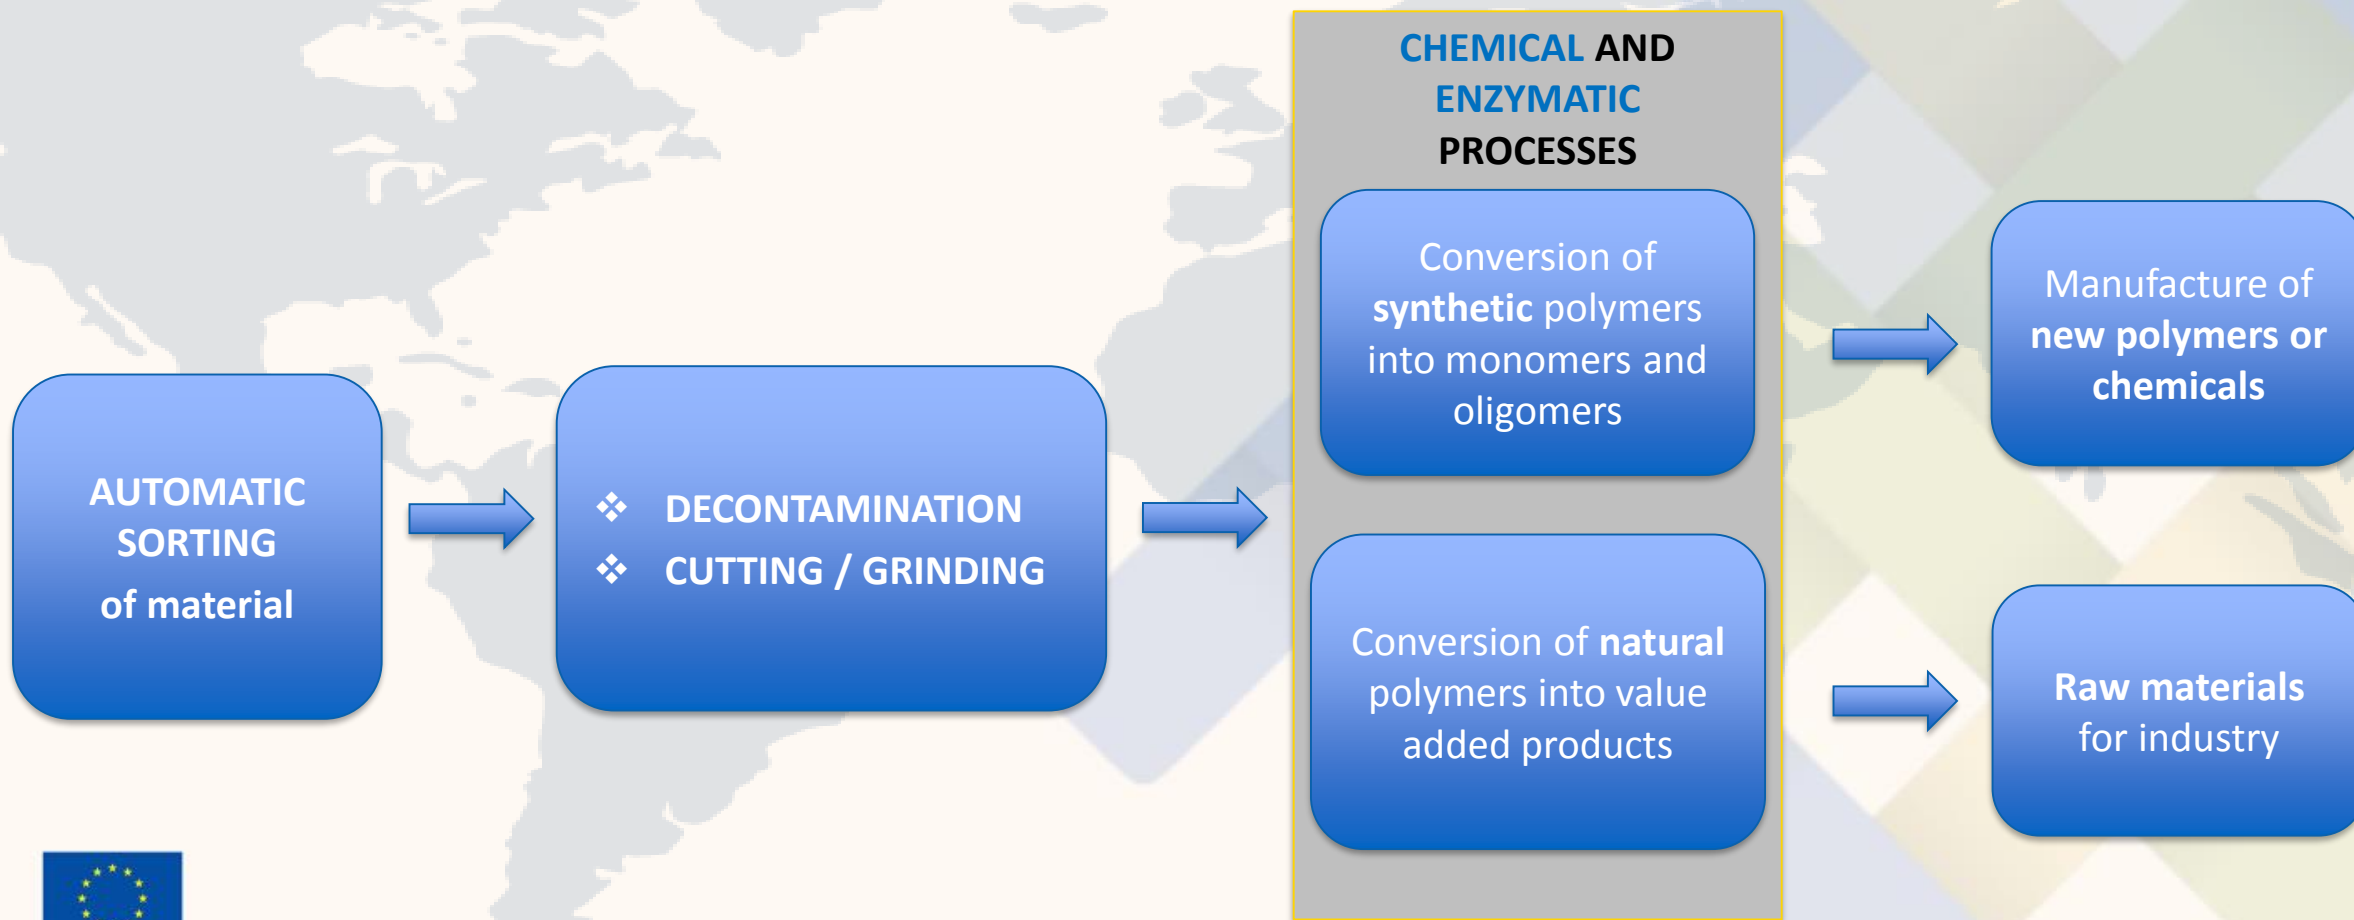 AUTOMATIC
SORTING
of material
❖ DECONTAMINATION
❖ CUTTING / GRINDING
CHEMICAL AND
ENZYMATIC
PROCESSES
Conversion of
synthetic polymers
into monomers and
oligomers
Conversion of natural
polymers into value
added products
Manufacture of
new polymers or
chemicals
Raw materials
for industry